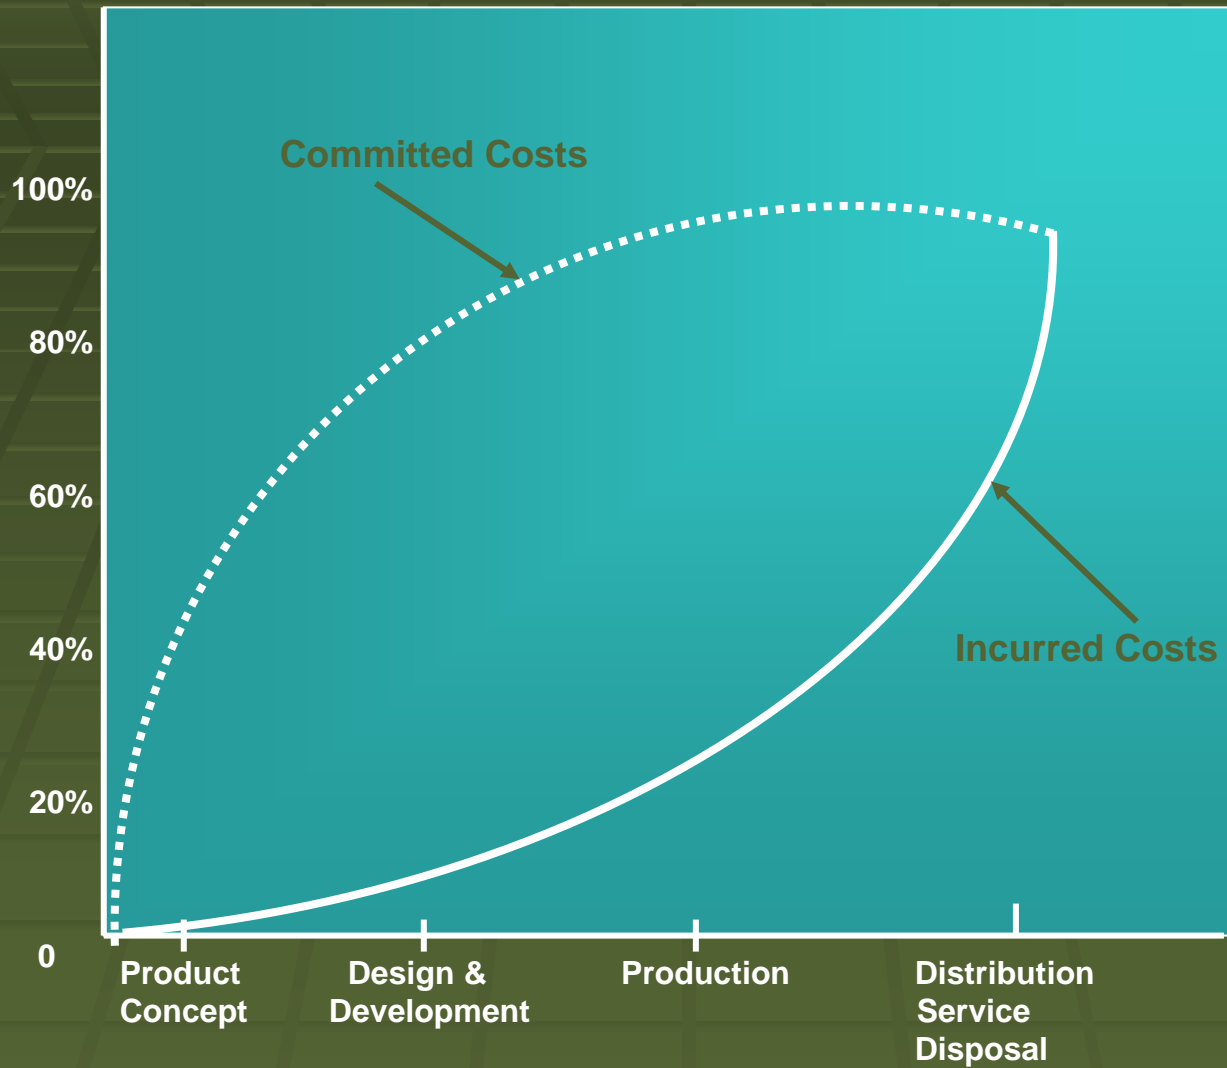 Committed Costs
100%
80%
60%
40%
Incurred Costs
20%
0
Product
Concept
Design &
Development
Production
Distribution
Service
Disposal